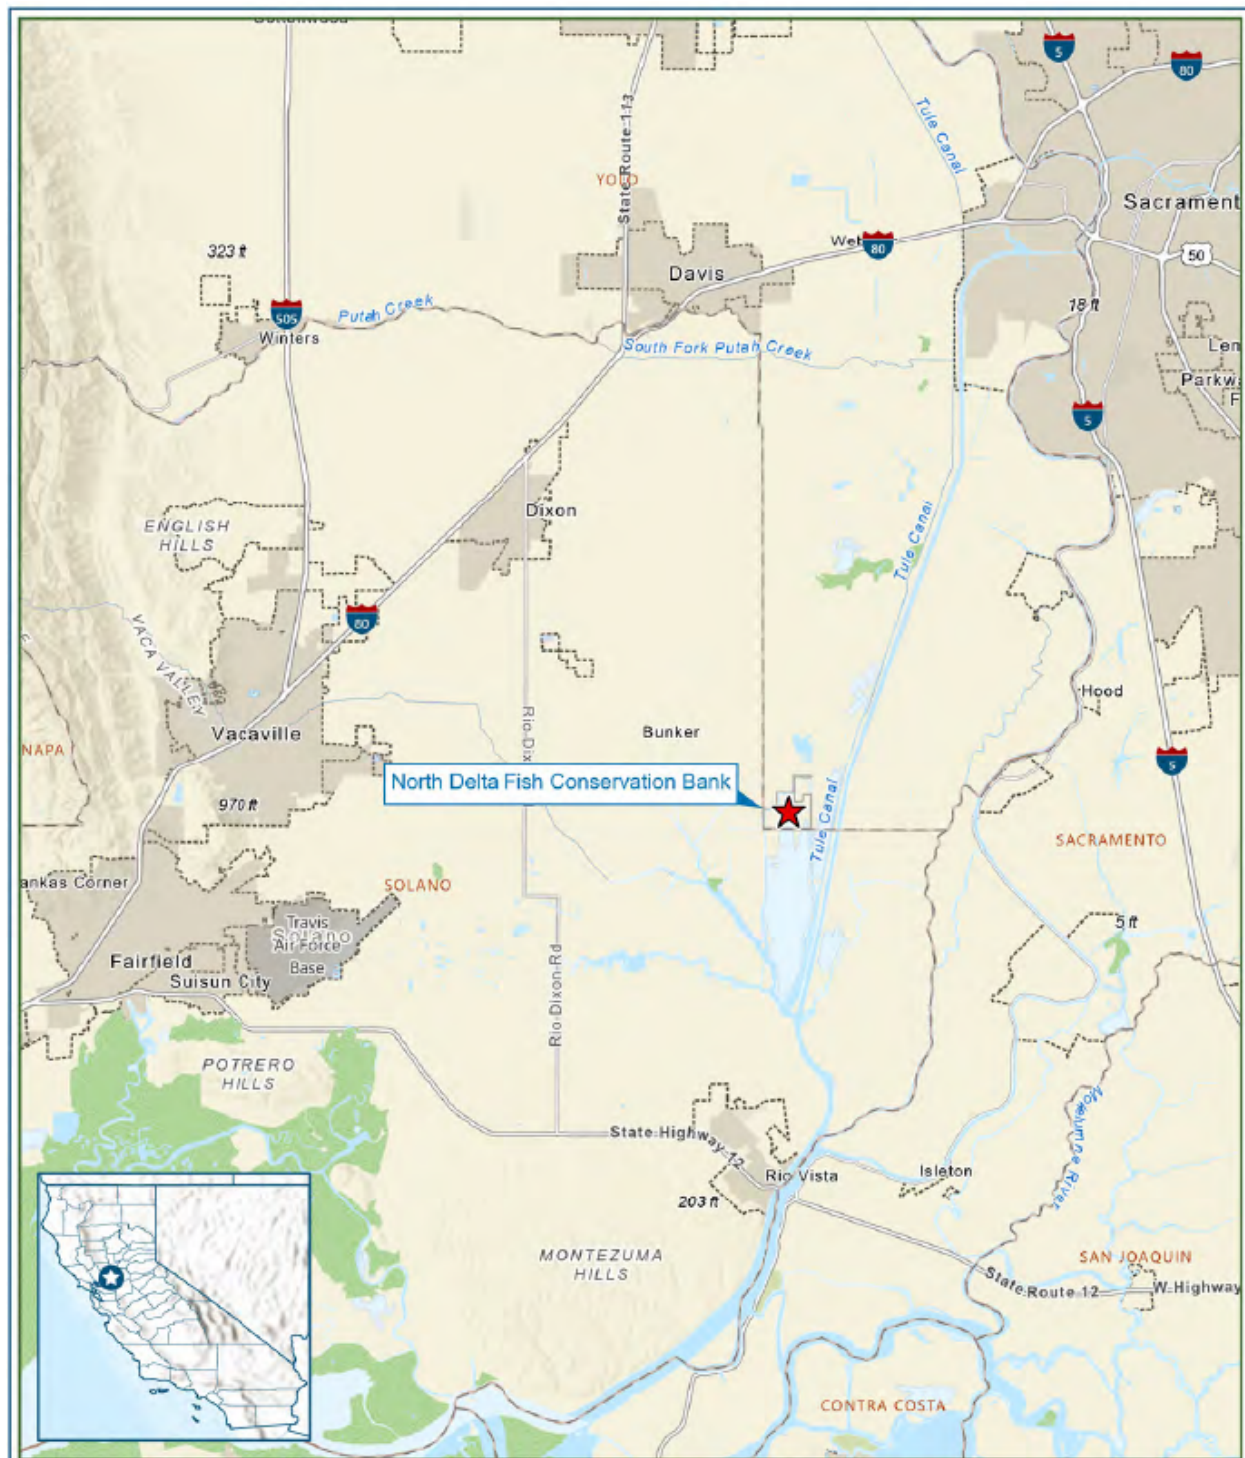 5
80
Tule Canal
State Route 113
YOLO
Sacrament
323 ft
Davis
80
50
505
Winters
Putah Creek
18 ft
South Fork Putah Creek
Len
Parkw
F
5
ENGLISH
HILLS
Dixon
Tule Canal
80
VACA VALLEY
Hood
Vacaville
Bunker
NAPA
5
North Delta Fish Conservation Bank
970 ft
Tule Canal
SACRAMENTO
ankas Corner
SOLANO
Travis
Solano
Air Force
Base
5 ft
Fairfield
Suisun City
Rio Dixon Rd
POTRERO
HILLS
Mokelumne River
State Highway 12
Rio Vista
Isleton
203 ft
MONTEZUMA
HILLS
SAN JOAQUIN
State Route 12
W Highway
CONTRA COSTA